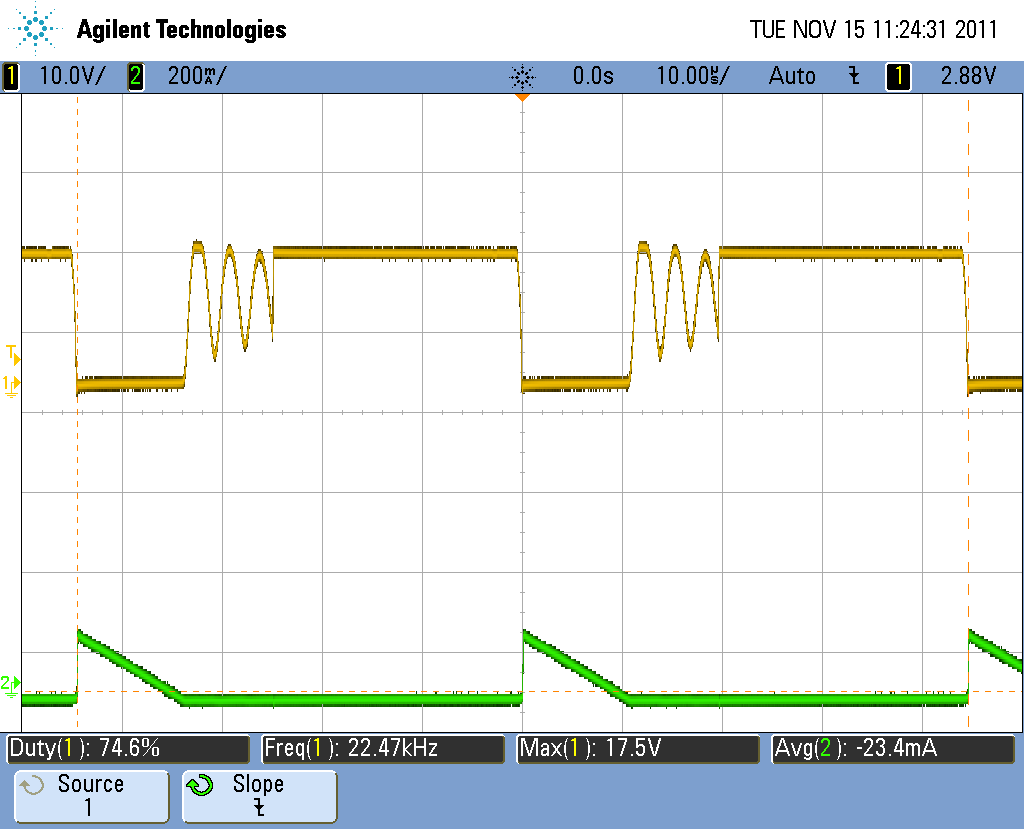 Agilent Technologies TUE NOV 15 11:24:31 2011
1 10.0V/ 2 200mA/ 0.0s 10.00µs/ Auto 1 2.88V
T
1
2
Duty(1): 74.6% Freq(1): 22.47kHz Max(1): 17.5V Avg(2): -23.4mA
Source Slope
1